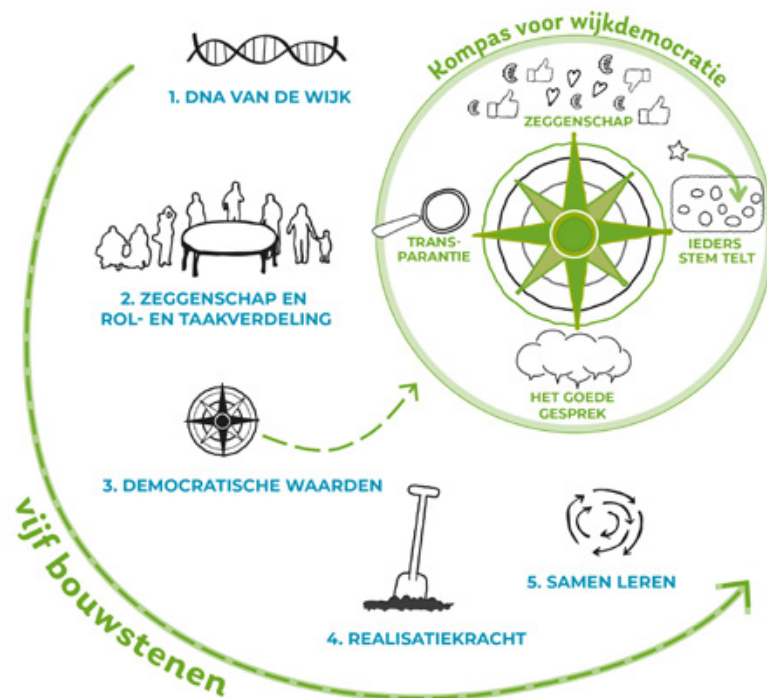 Kompas voor wijkdemocratie
ZEGGENSCHAP
TRANS-
PARANTIE
IEDERS
STEM TELT
HET GOEDE
GESPREK
1. DNA VAN DE WIJK
2. ZEGGENSCHAP EN
ROL- EN TAAKVERDELING
3. DEMOCRATISCHE WAARDEN
4. REALISATIEKRACHT
5. SAMEN LEREN
vijf bouwstenen